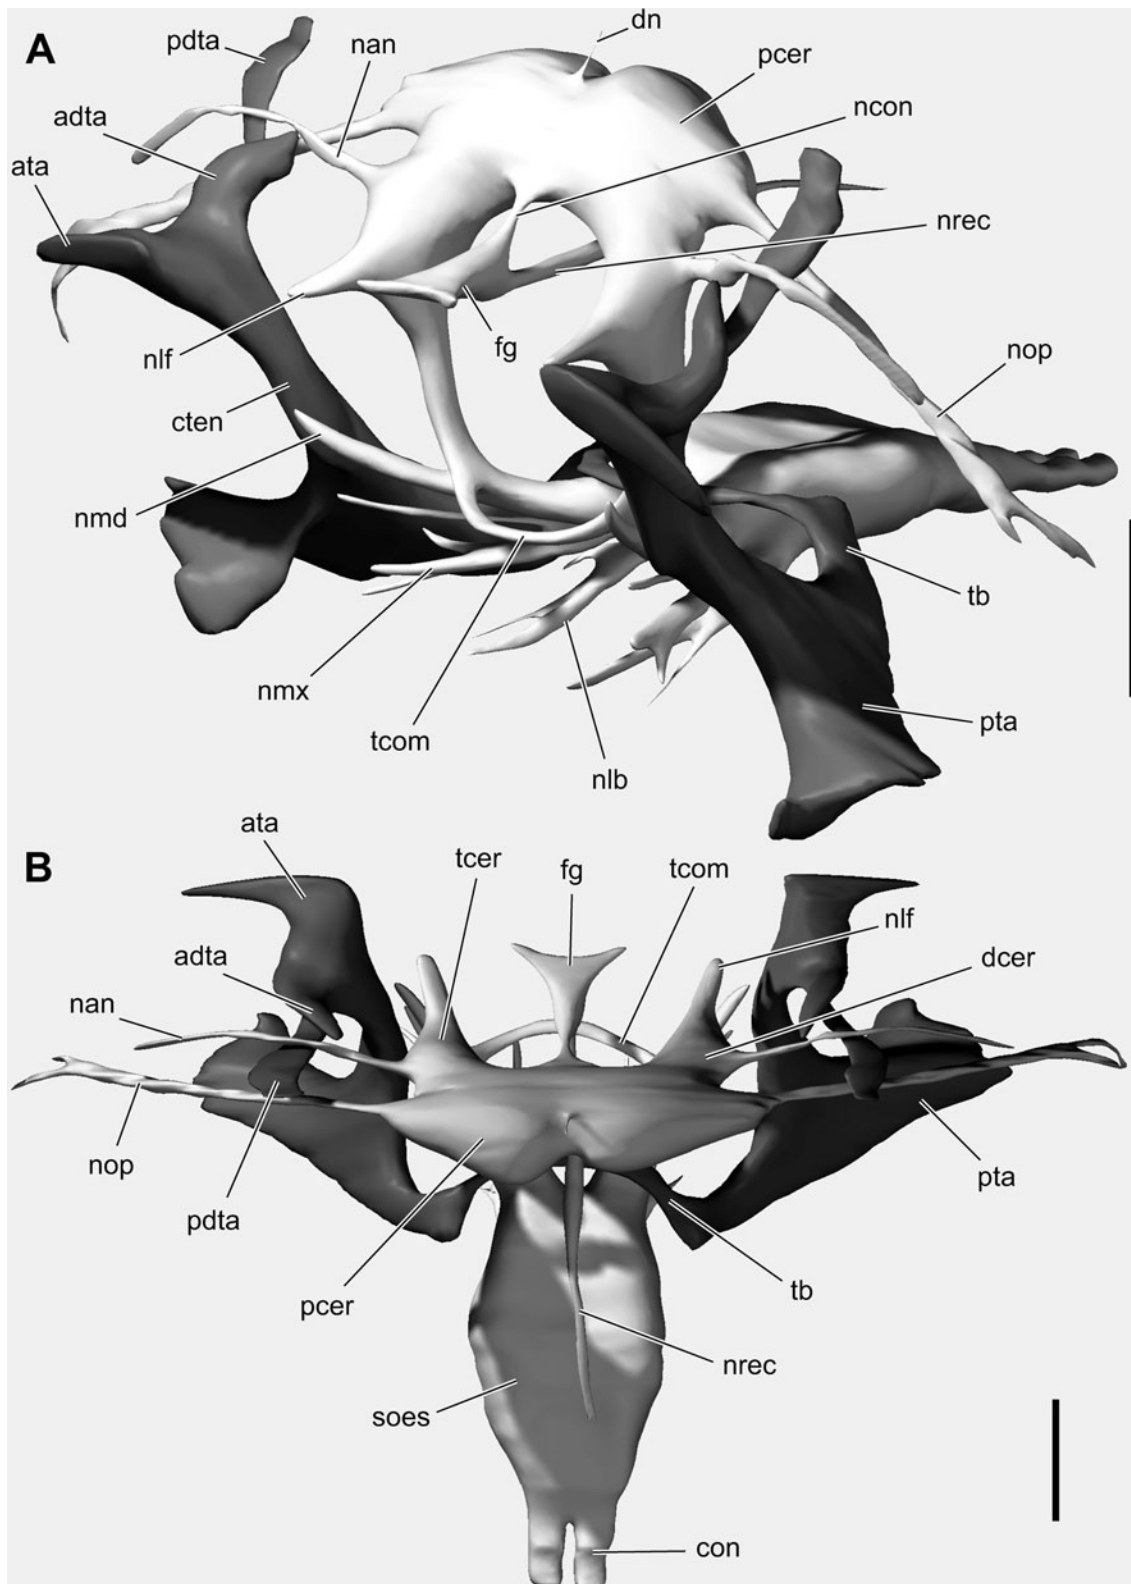 A
dn
pdta
nan
pcer
adta
ncon
ata
nrec
nlf
fg
nop
cten
nmd
tb
nmx
pta
tcom
nlb
B
ata
tcer
fg
tcom
nlf
adta
dcer
nan
nop
pta
pdta
pcer
tb
nrec
soes
con